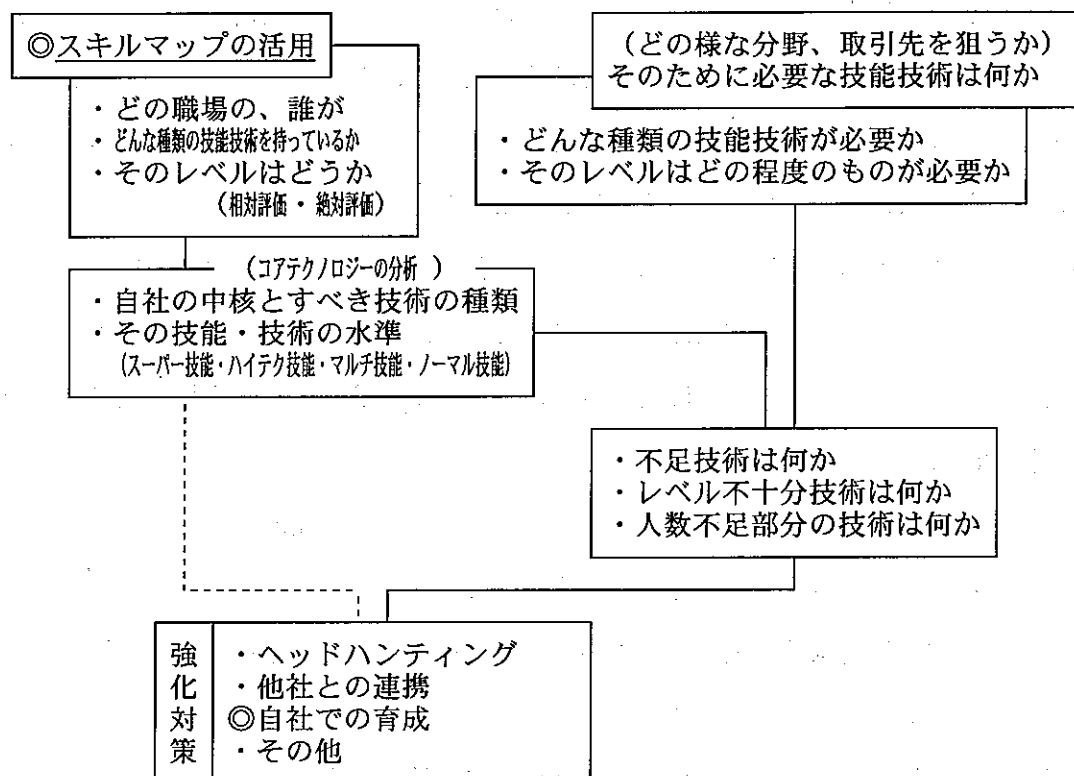 ◎スキルマップの活用
・どの職場の、誰が
・どんな種類の技能技術を持っているか
・そのレベルはどうか
(相対評価・絶対評価)
(どの様な分野、取引先を狙うか)
そのために必要な技能技術は何か
・どんな種類の技能技術が必要か
・そのレベルはどの程度のものが必要か
(コアテクノロジーの分析)
・自社の中核とすべき技術の種類
・その技能・技術の水準
(スーパー技能・ハイテク技能・マルチ技能・ノーマル技能)
・不足技術は何か
・レベル不十分技術は何か
・人数不足部分の技術は何か
強化対策
・ヘッドハンティング
・他社との連携
◎自社での育成
・その他